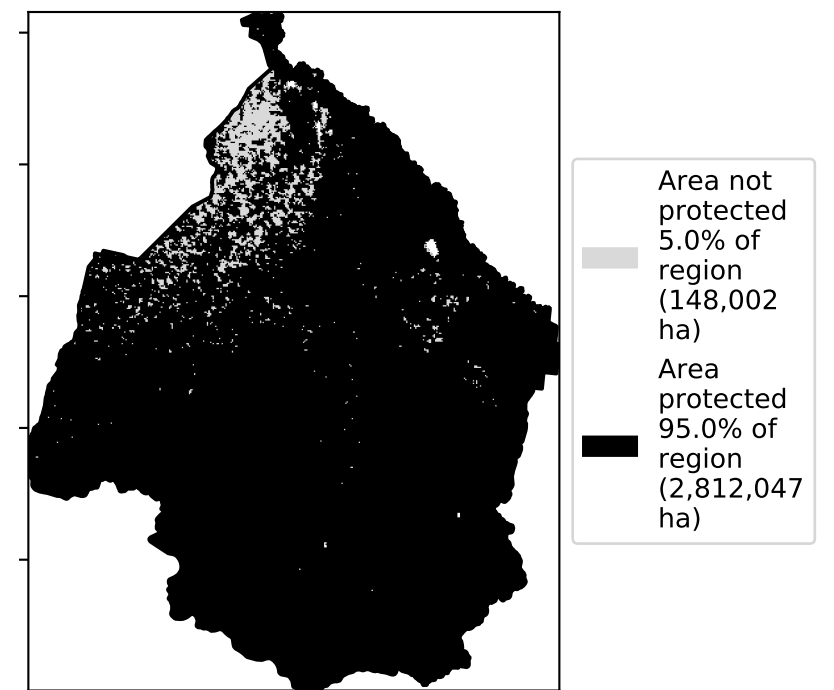 Area not
protected
5.0% of
region
(148,002
ha)
Area
protected
95.0% of
region
(2,812,047
ha)